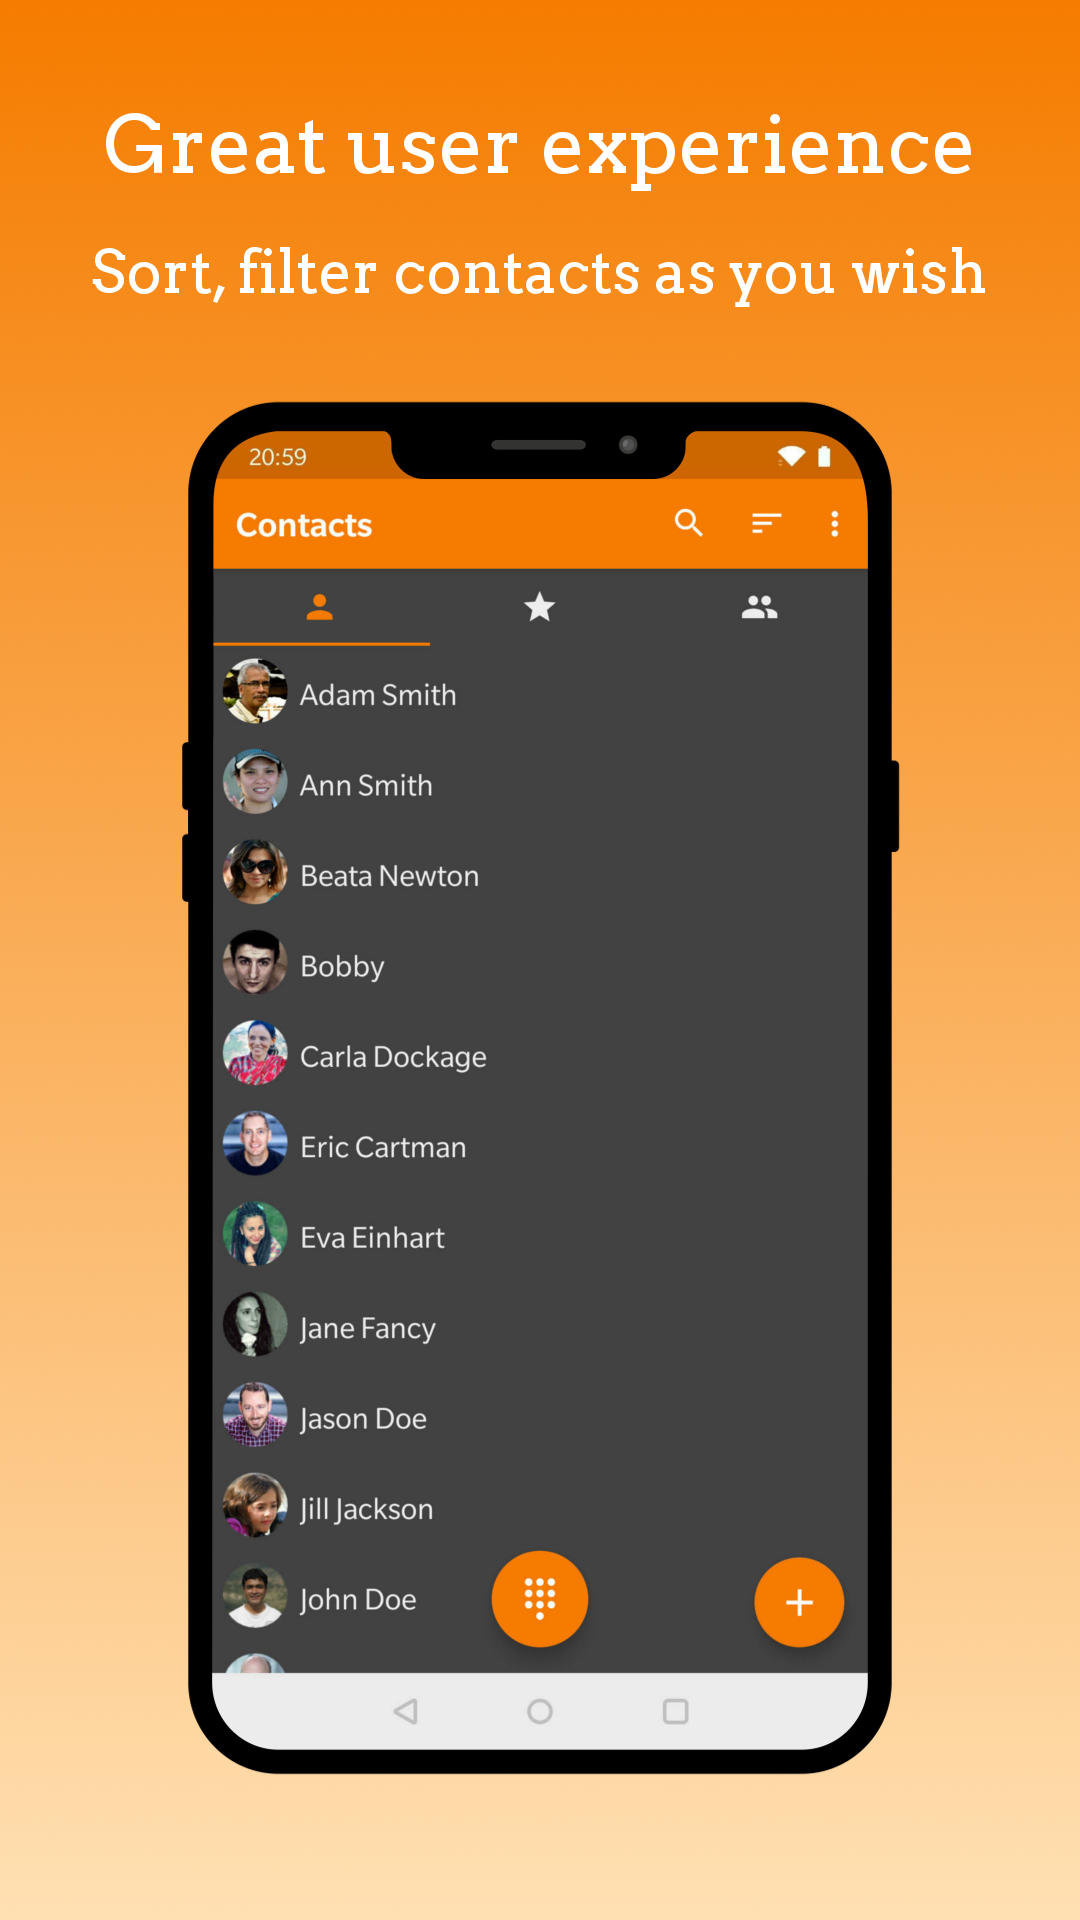 Great user experience
Sort, filter contacts as you wish
20:59
Contacts
Adam Smith
Ann Smith
Beata Newton
Bobby
Carla Dockage
Eric Cartman
Eva Einhart
Jane Fancy
Jason Doe
Jill Jackson
John Doe